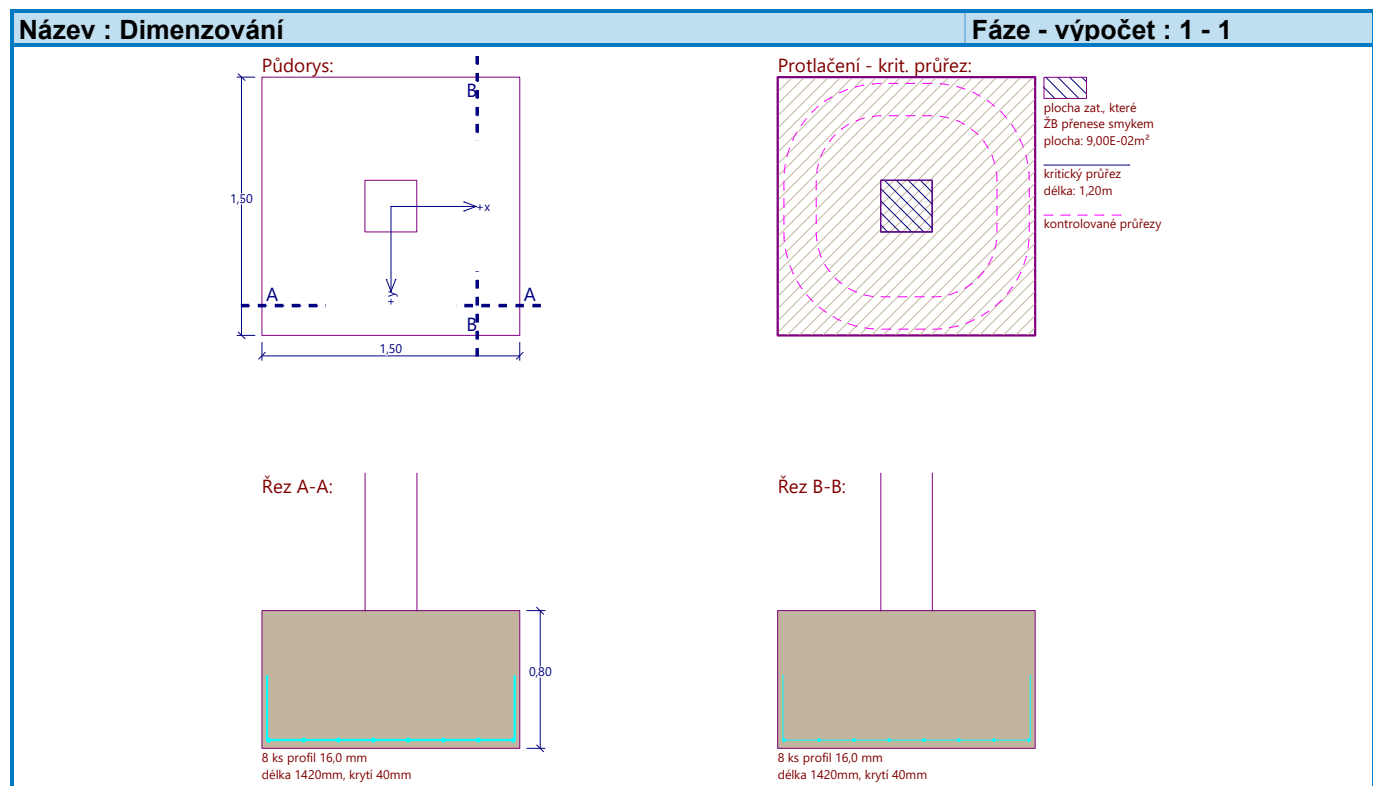 Název : Dimenzování
Fáze - výpočet : 1 - 1
Půdorys:
B
1,50
+x
+y
A
A
B
1,50
Protlačení - krit. průřez:
plocha zat., které
ŽB přenese smykem
plocha: 9,00E-02m²
kritický průřez
délka: 1,20m
kontrolované průřezy
Řez A-A:
0,80
8 ks profil 16,0 mm
délka 1420mm, krytí 40mm
Řez B-B:
8 ks profil 16,0 mm
délka 1420mm, krytí 40mm